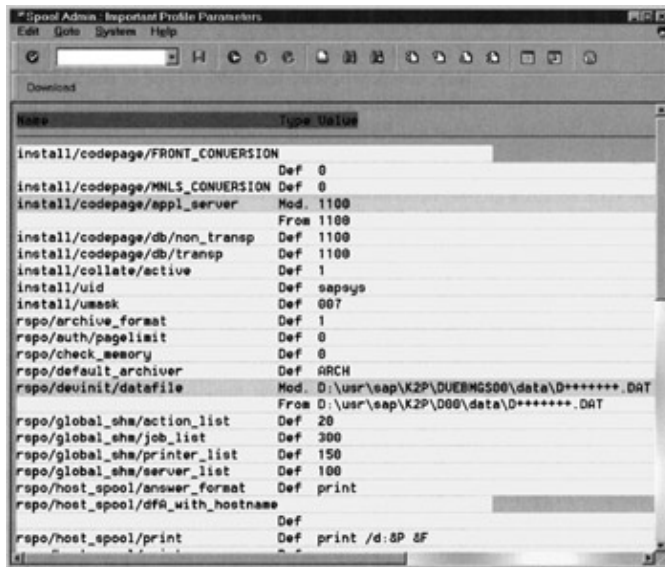 Spool Admin: Important Profile Parameters
Edit Goto System Help
Download
Name Type Value
install/codepage/FRONT_CONVERSION
Def 0
install/codepage/MNLS_CONVERSION Def 0
install/codepage/appl_server Mod. 1100
From 1100
install/codepage/db/non_transp Def 1100
install/codepage/db/transp Def 1100
install/collate/active Def 1
install/uid Def sapsys
install/umask Def 007
rspo/archive_format Def 1
rspo/auth/pagelimit Def 0
rspo/check_memory Def 0
rspo/default_archiver Def ARCH
rspo/devinit/datafile Mod. D:\usr\sap\K2P\DVEBMGS00\data\D+++++++.DAT
From D:\usr\sap\K2P\D00\data\D+++++++.DAT
rspo/global_shm/action_list Def 20
rspo/global_shm/job_list Def 300
rspo/global_shm/printer_list Def 150
rspo/global_shm/server_list Def 100
rspo/host_spool/answer_format Def print
rspo/host_spool/dfA_with_hostname
Def
rspo/host_spool/print Def print /d:&P &F